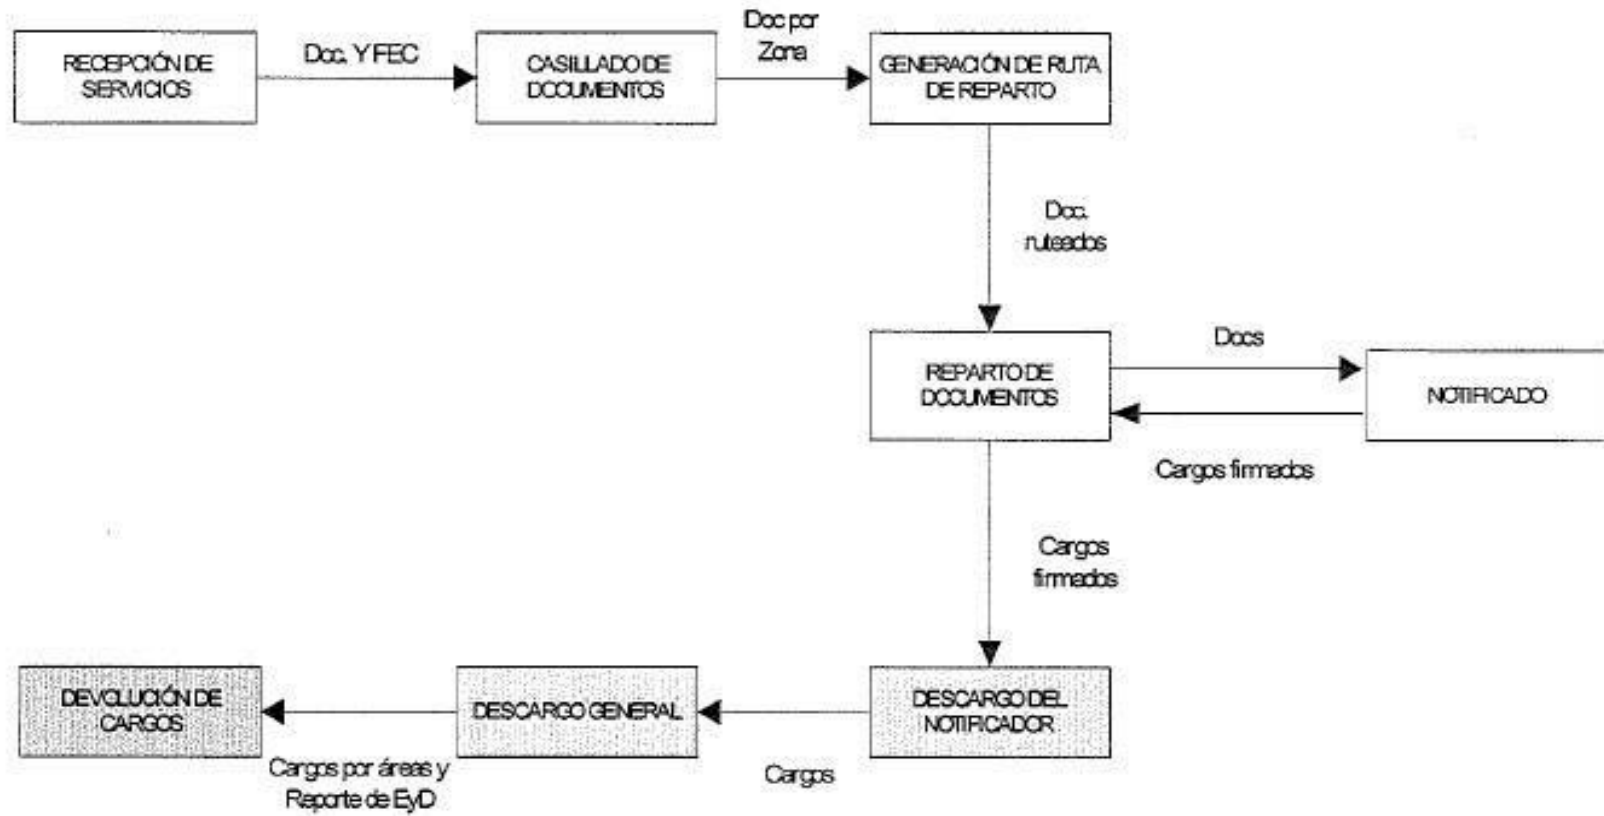 RECEPCIÓN DE
SERVICIOS
Doc. Y FEC
CASILLADO DE
DOCUMENTOS
Doc por
Zona
GENERACIÓN DE RUTA
DE REPARTO
Doc.
ruteados
REPARTO DE
DOCUMENTOS
Docs
NOTIFICADO
Cargos firmados
Cargos
firmados
DESCARGO DEL
NOTIFICADOR
Cargos
DESCARGO GENERAL
Cargos por áreas y
Reporte de EyD
DEVOLUCIÓN DE
CARGOS